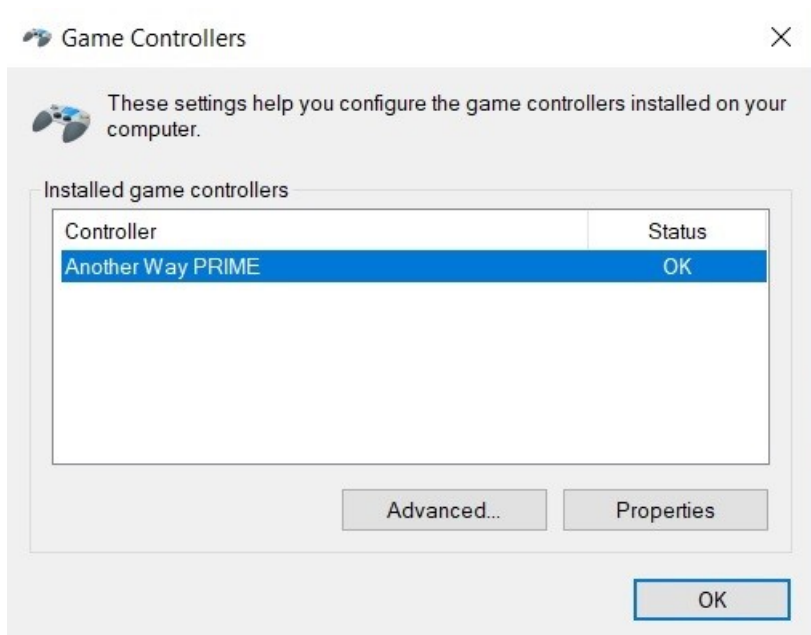 Game Controllers
These settings help you configure the game controllers installed on your
computer.
Installed game controllers
Controller Status
Another Way PRIME OK
Advanced... Properties
OK